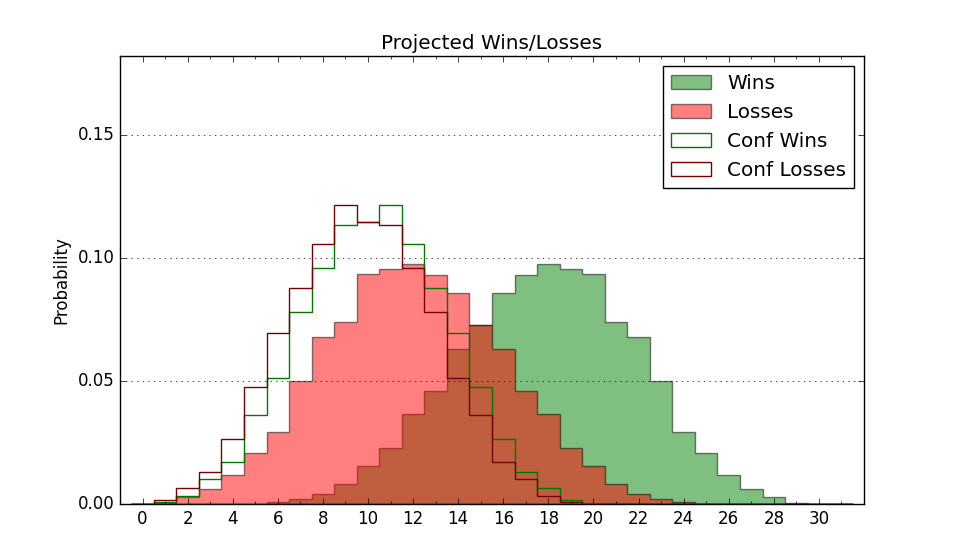 Projected Wins/Losses
Wins
Losses
Conf Wins
Conf Losses
Probability
0.15
0.10
0.05
0.00
0 2 4 6 8 10 12 14 16 18 20 22 24 26 28 30